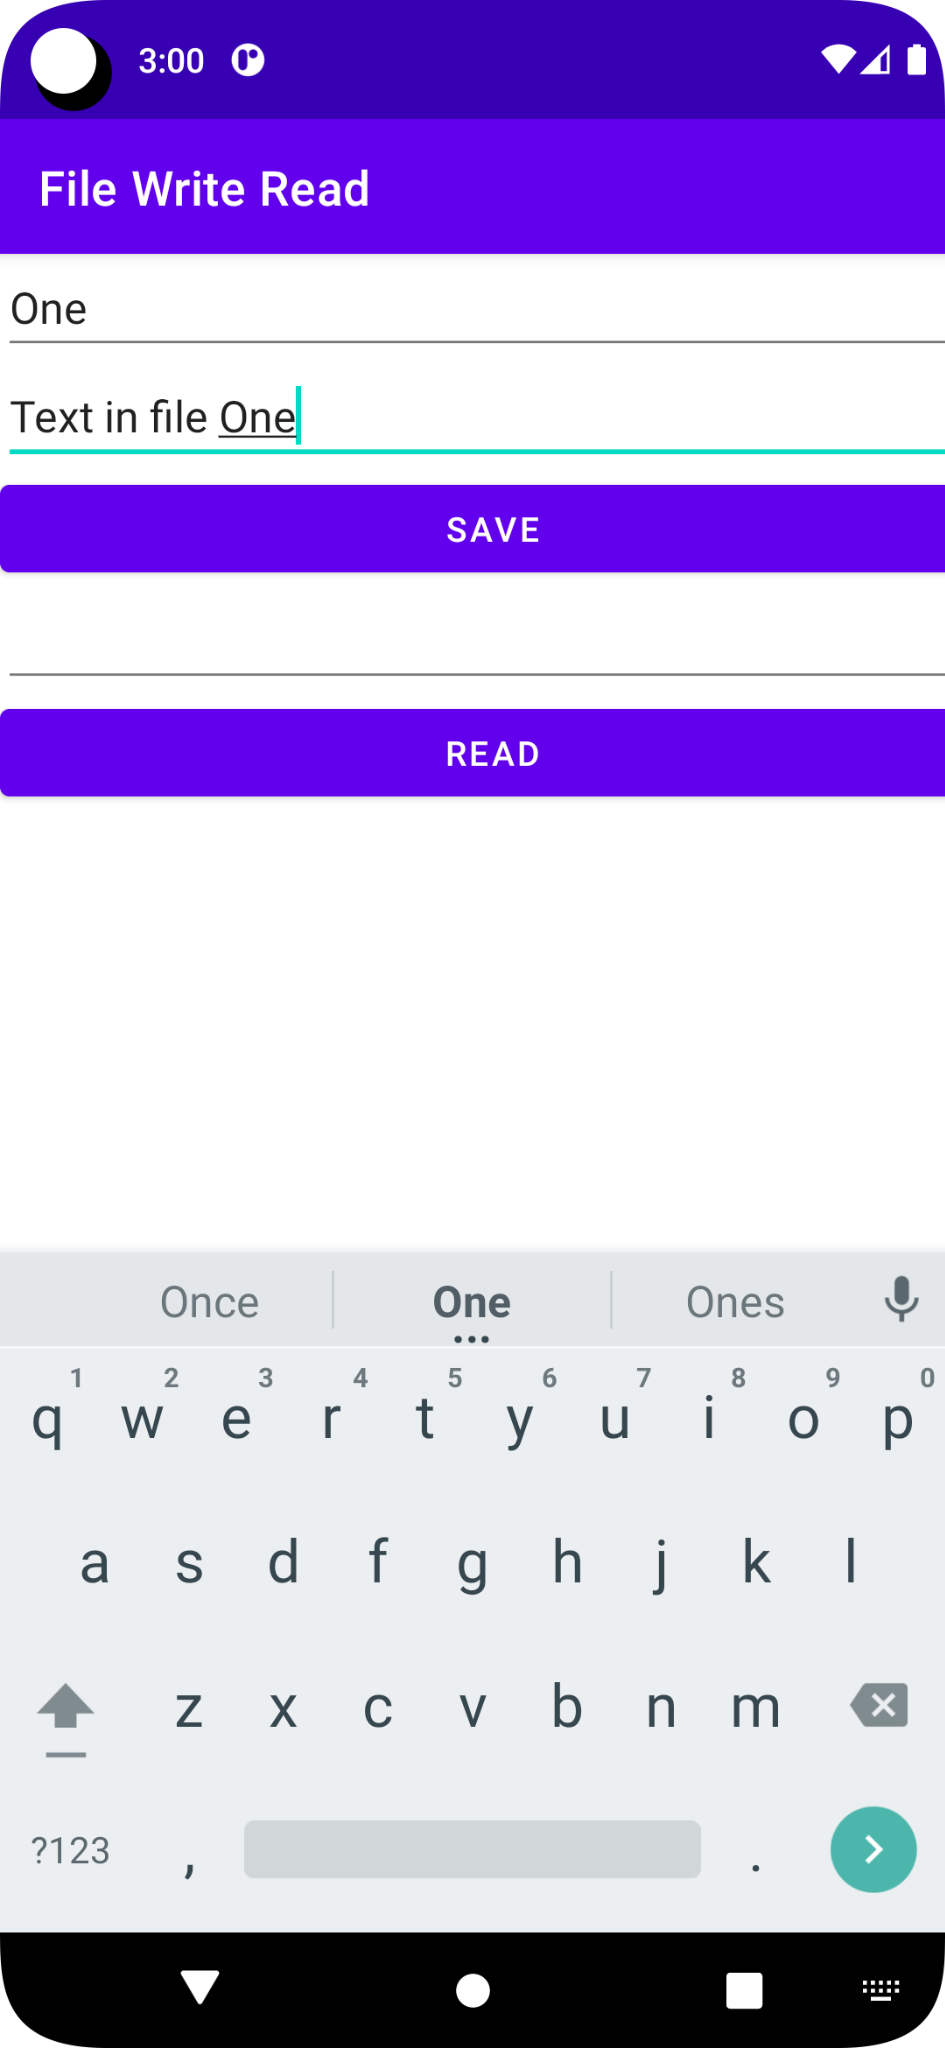 3:00
File Write Read
One
Text in file One
SAVE
READ
Once One Ones
1 2 3 4 5 6 7 8 9 0
q w e r t y u i o p
a s d f g h j k l
z x c v b n m
?123 , .